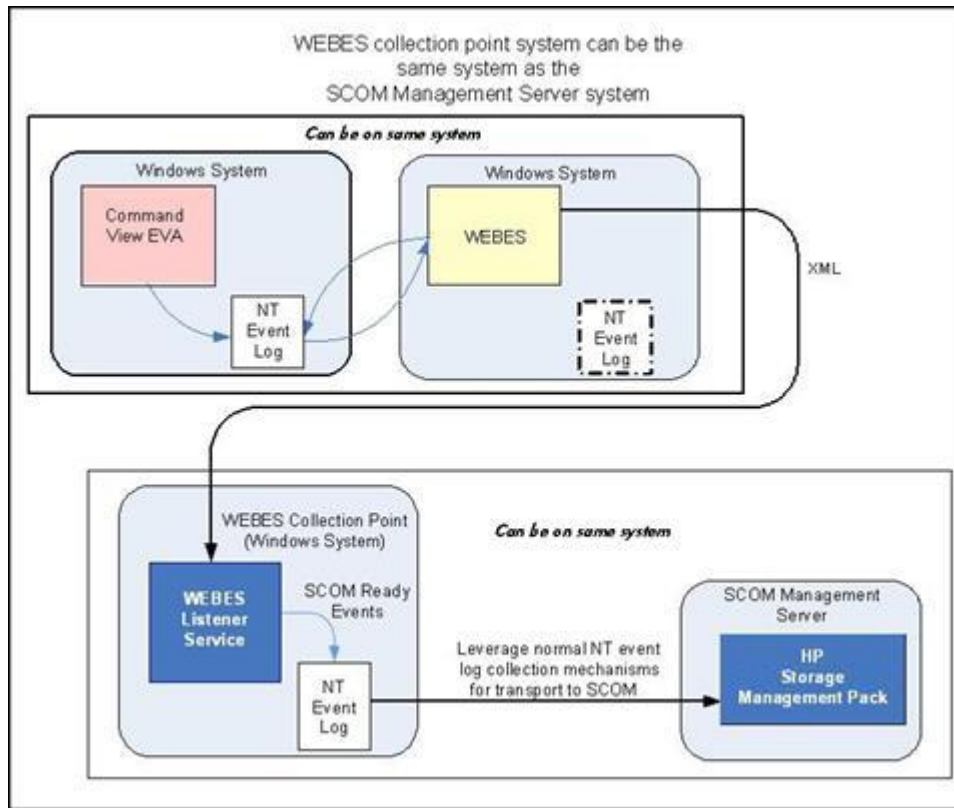 WEBES collection point system can be the
same system as the
SCOM Management Server system
Can be on same system
Windows System
Command
View EVA
NT
Event
Log
Windows System
WEBES
NT
Event
Log
XML
WEBES Collection Point
(Windows System)
WEBES
Listener
Service
SCOM Ready
Events
NT
Event
Log
Can be on same system
Leverage normal NT event
log collection mechanisms
for transport to SCOM
SCOM Management
Server
HP
Storage
Management Pack